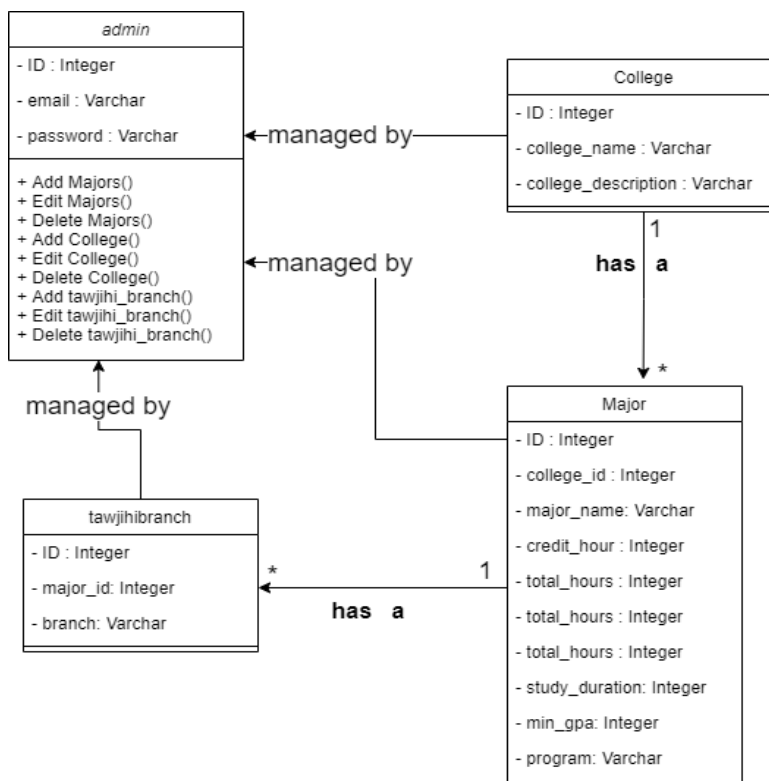 admin
- ID : Integer
- email : Varchar
- password : Varchar
+ Add Majors()
+ Edit Majors()
+ Delete Majors()
+ Add College()
+ Edit College()
+ Delete College()
+ Add tawjihi_branch()
+ Edit tawjihi_branch()
+ Delete tawjihi_branch()
managed by
College
- ID : Integer
- college_name : Varchar
- college_description : Varchar
managed by
1
has a
*
managed by
Major
- ID : Integer
- college_id : Integer
- major_name: Varchar
- credit_hour : Integer
- total_hours : Integer
- total_hours : Integer
- total_hours : Integer
- study_duration: Integer
- min_gpa: Integer
- program: Varchar
tawjihibranch
- ID : Integer
- major_id: Integer
- branch: Varchar
*
1
has a